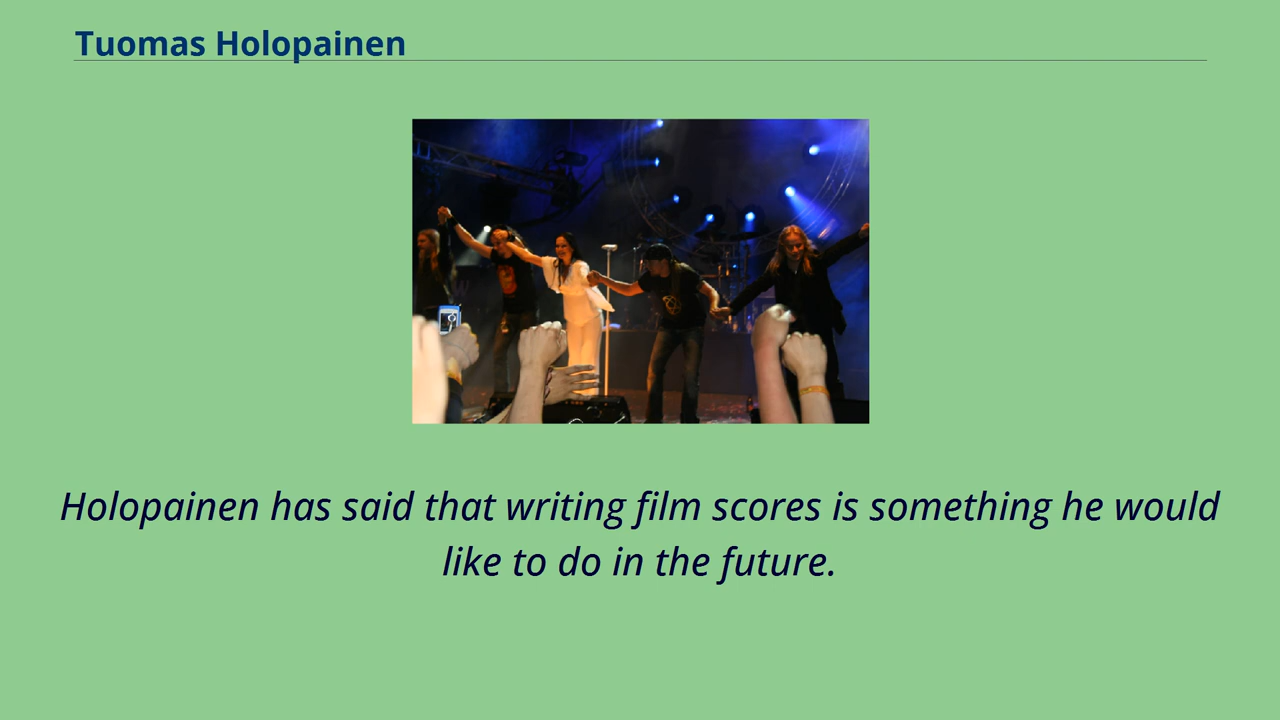 Tuomas Holopainen
Holopainen has said that writing film scores is something he would
like to do in the future.